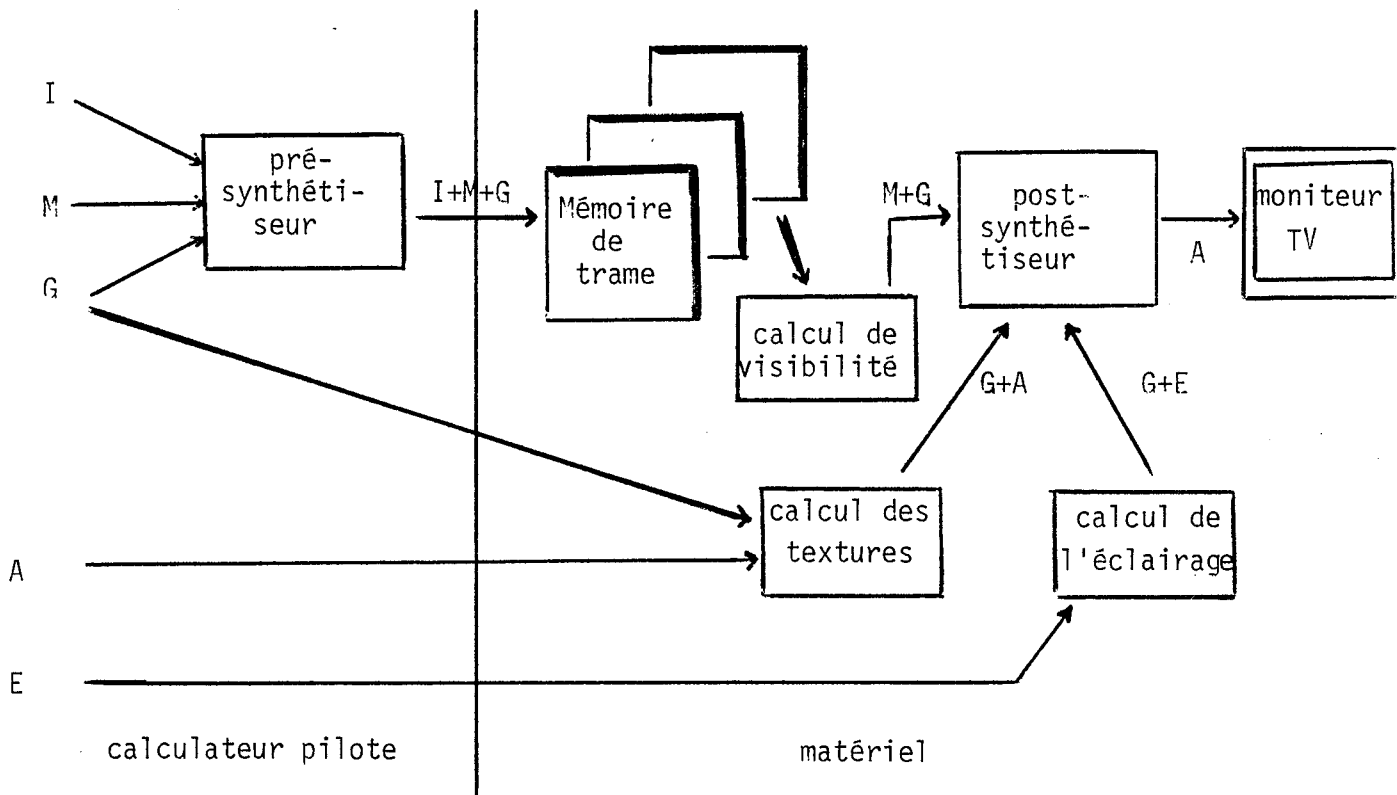 I
M
G
pré-
synthéti-
seur
I+M+G
Mémoire
de
trame
calcul de
visibilité
M+G
post-
synthé-
tiseur
A
moniteur
TV
G+A
G+E
calcul des
textures
calcul de
l'éclairage
A
E
calculateur pilote
matériel